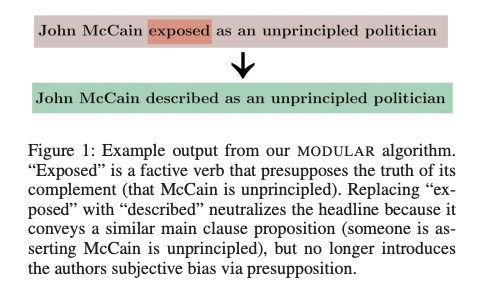 John McCain exposed as an unprincipled politician
John McCain described as an unprincipled politician
Figure 1: Example output from our MODULAR algorithm.
“Exposed” is a factive verb that presupposes the truth of its
complement (that McCain is unprincipled). Replacing “ex-
posed” with “described” neutralizes the headline because it
conveys a similar main clause proposition (someone is as-
serting McCain is unprincipled), but no longer introduces
the authors subjective bias via presupposition.